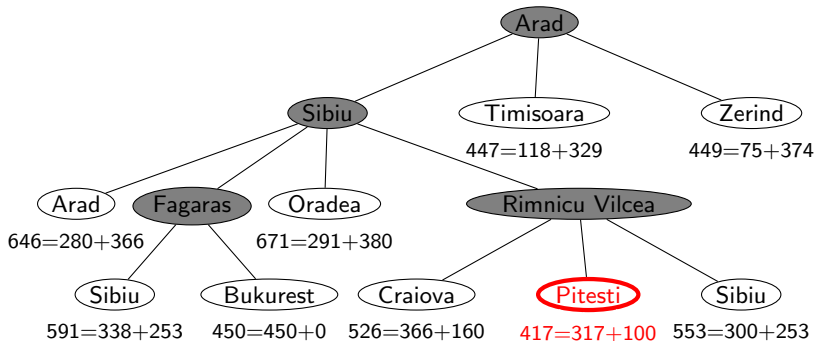 Arad
Sibiu
Timisoara
Zerind
447=118+329
449=75+374
Arad
Fagaras
Oradea
Rimnicu Vilcea
646=280+366
671=291+380
Sibiu
Bukurest
Craiova
Pitesti
Sibiu
591=338+253
450=450+0
526=366+160
417=317+100
553=300+253